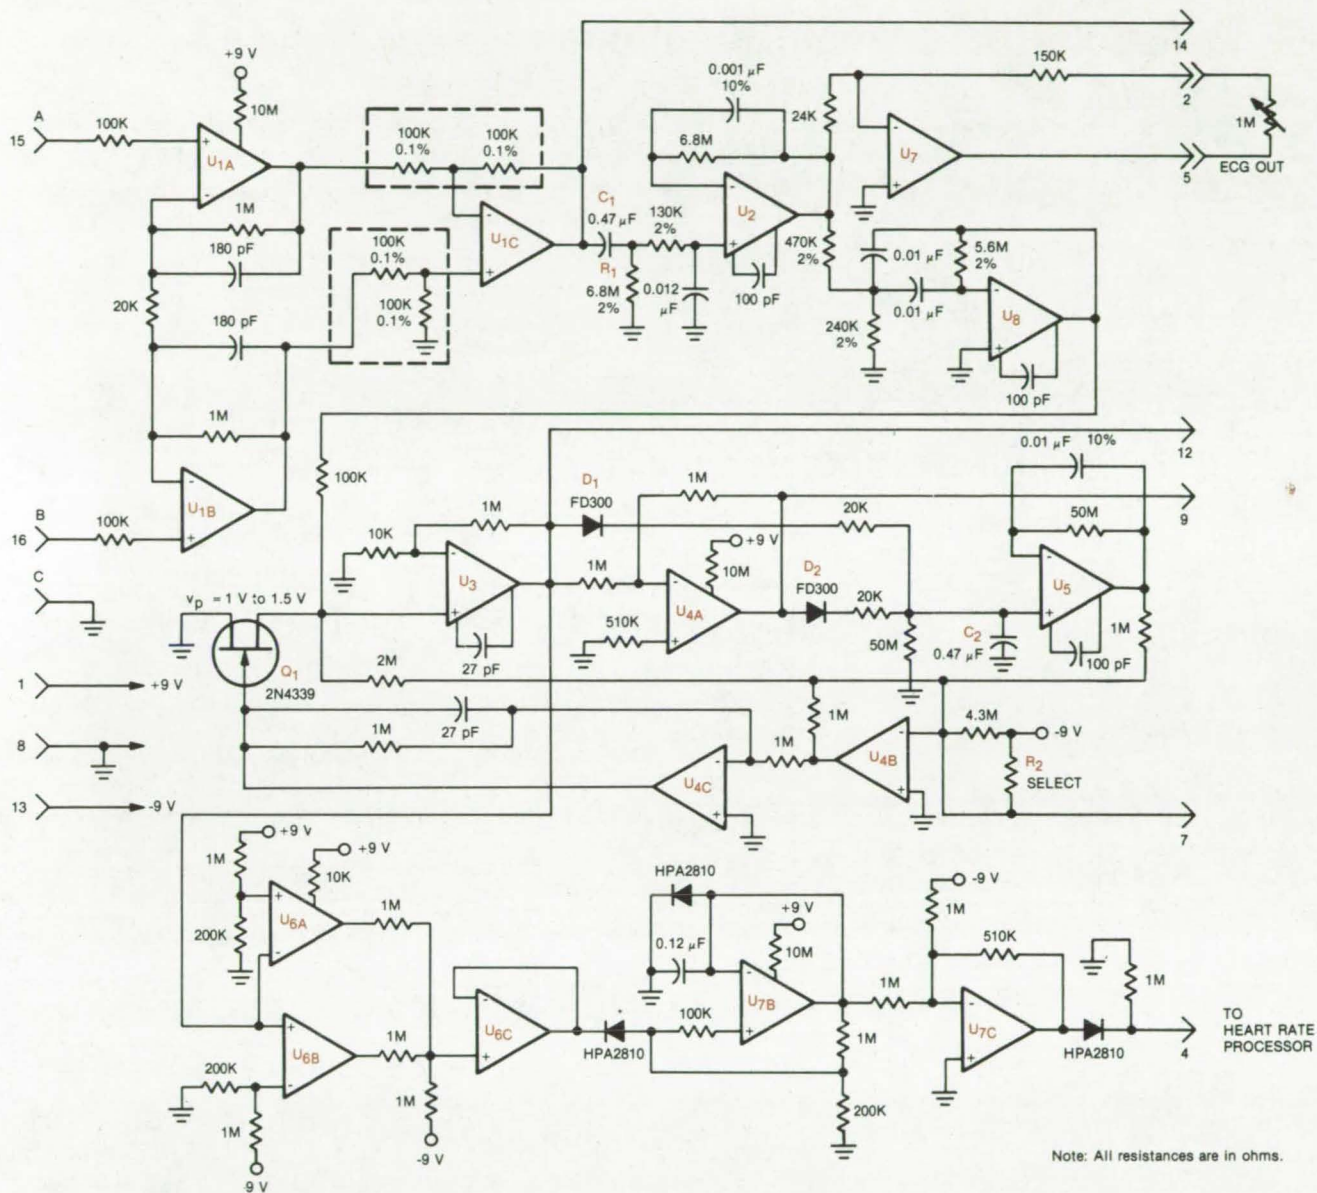 14
+9 V
10M
A
15
100K
U1A
100K
0.1%
100K
0.1%
0.001 µF
10%
6.8M
24K
150K
2
1M
5
ECG OUT
U7
1M
180 pF
20K
180 pF
1M
U1B
B
16
100K
100K
0.1%
100K
0.1%
U1C
C1
0.47 µF
R1
6.8M
2%
130K
2%
0.012
µF
U2
100 pF
470K
2%
240K
2%
0.01 µF
0.01 µF
5.6M
2%
U8
100 pF
12
9
100K
10K
1M
D1
FD300
1M
20K
0.01 µF 10%
50M
U5
100 pF
1M
C
vp = 1 V to 1.5 V
U3
27 pF
1M
510K
+9 V
10M
U4A
D2
FD300
20K
50M
C2
0.47 µF
Q1
2N4339
2M
27 pF
1M
1
+9 V
8
13
-9 V
1M
1M
U4B
U4C
4.3M
-9 V
R2
SELECT
7
+9 V
1M
+9 V
10K
200K
U6A
1M
U6B
200K
1M
-9 V
1M
1M
-9 V
U6C
HPA2810
HPA2810
0.12 µF
+9 V
10M
U7B
100K
1M
200K
1M
-9 V
1M
510K
U7C
HPA2810
1M
4
TO
HEART RATE
PROCESSOR
Note: All resistances are in ohms.